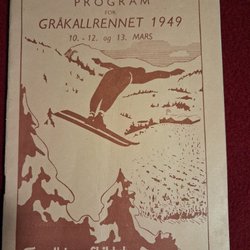 PROGRAM
FOR
GRÅKALLRENNET 1949
10. - 12. og 13. MARS